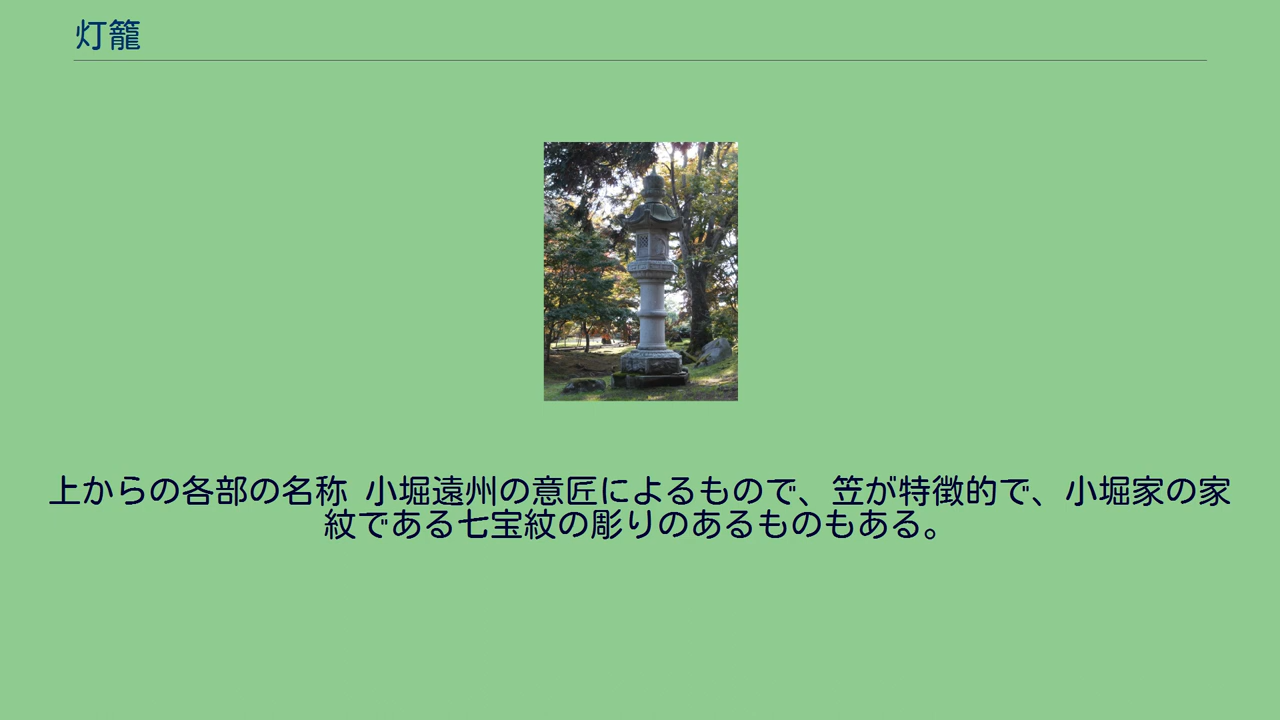 灯籠
上からの各部の名称 小堀遠州の意匠によるもので、笠が特徴的で、小堀家の家
紋である七宝紋の彫りのあるものもある。